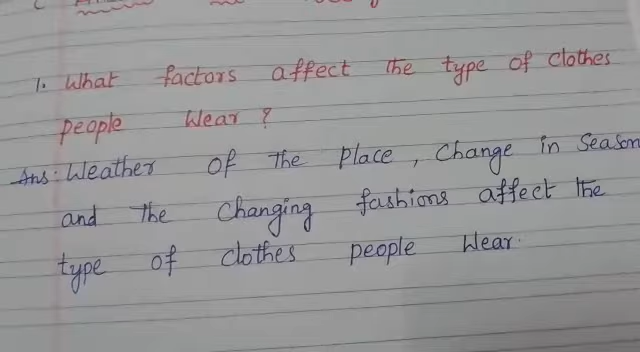 1. What factors affect the type of clothes
people wear ?
Ans: Weather of the place, change in season
and the changing fashions affect the
type of clothes people wear.